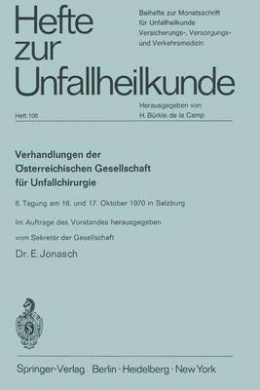 Hefte
zur
Unfallheilkunde
Beihefte zur Monatsschrift
für Unfallheilkunde
Versicherungs-, Versorgungs-
und Verkehrsmedizin
Herausgegeben von
H. Bürkle de la Camp
Verhandlungen der
Österreichischen Gesellschaft
für Unfallchirurgie
6. Tagung am 16. und 17. Oktober 1970 in Salzburg
Im Auftrage des Vorstandes herausgegeben
vom Sekretär der Gesellschaft
Dr. E. Jonasch
Springer-Verlag Berlin · Heidelberg · New York